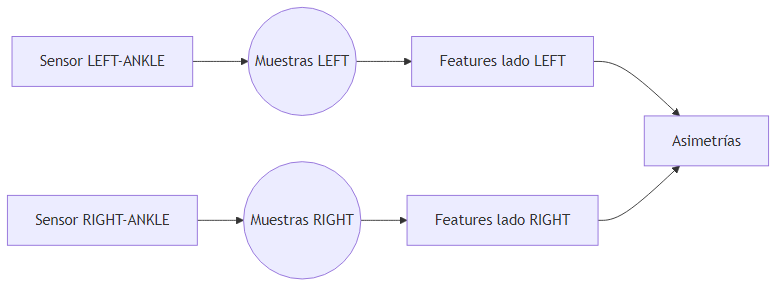 Sensor LEFT-ANKLE
Muestras LEFT
Features lado LEFT
Asimetrías
Sensor RIGHT-ANKLE
Muestras RIGHT
Features lado RIGHT